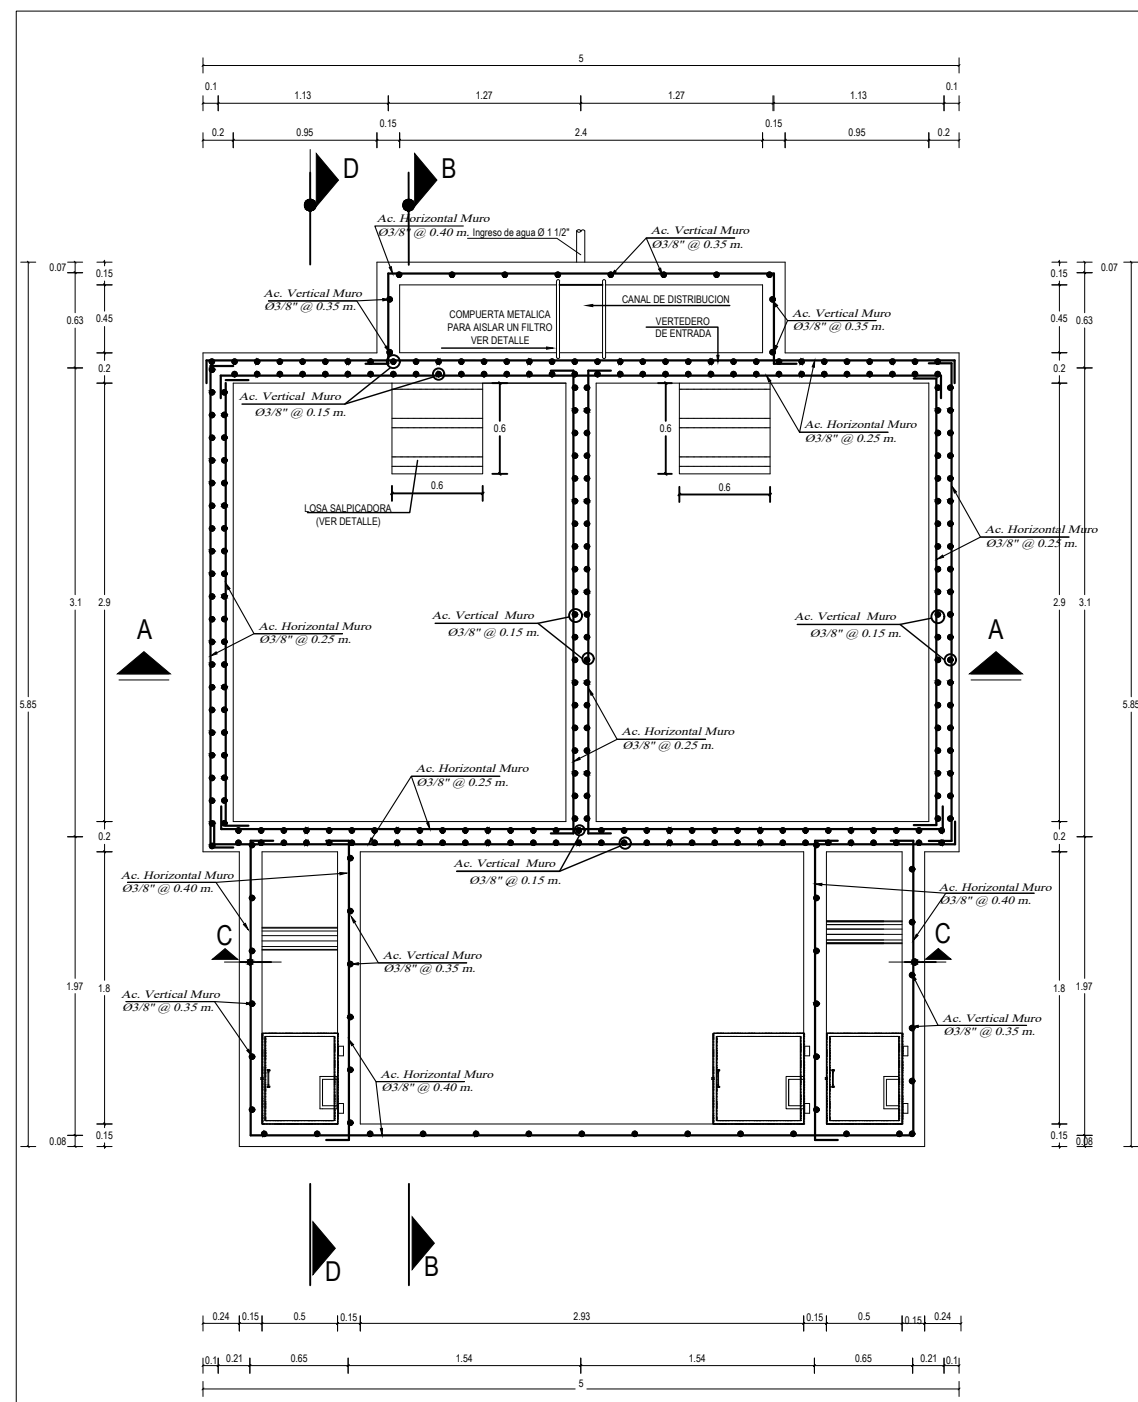 5
0.1
1.13
1.27
1.27
1.13
0.1
0.2
0.95
0.15
2.4
0.15
0.95
0.2
D
B
Ac. Horizontal Muro
Ø3/8" @ 0.40 m.
Ingreso de agua Ø 1 1/2"
Ac. Vertical Muro
Ø3/8" @ 0.35 m.
0.07
0.15
0.15
0.07
0.63
0.45
0.45
0.63
Ac. Vertical Muro
Ø3/8" @ 0.35 m.
COMPUERTA METALICA
PARA AISLAR UN FILTRO
VER DETALLE
CANAL DE DISTRIBUCION
VERTEDERO
DE ENTRADA
Ac. Vertical Muro
Ø3/8" @ 0.35 m.
0.2
0.2
Ac. Vertical Muro
Ø3/8" @ 0.15 m.
0.6
0.6
Ac. Horizontal Muro
Ø3/8" @ 0.25 m.
0.6
0.6
LOSA SALPICADORA
(VER DETALLE)
Ac. Horizontal Muro
Ø3/8" @ 0.25 m.
3.1
2.9
2.9
3.1
Ac. Vertical Muro
Ø3/8" @ 0.15 m.
Ac. Vertical Muro
Ø3/8" @ 0.15 m.
A
Ac. Horizontal Muro
Ø3/8" @ 0.25 m.
A
5.85
5.85
Ac. Horizontal Muro
Ø3/8" @ 0.25 m.
Ac. Horizontal Muro
Ø3/8" @ 0.25 m.
0.2
0.2
Ac. Vertical Muro
Ø3/8" @ 0.15 m.
Ac. Horizontal Muro
Ø3/8" @ 0.40 m.
Ac. Horizontal Muro
Ø3/8" @ 0.40 m.
C
C
Ac. Vertical Muro
Ø3/8" @ 0.35 m.
1.97
1.8
1.8
1.97
Ac. Vertical Muro
Ø3/8" @ 0.35 m.
Ac. Vertical Muro
Ø3/8" @ 0.35 m.
Ac. Horizontal Muro
Ø3/8" @ 0.40 m.
0.08
0.15
0.15
0.08
D
B
0.24
0.15
0.5
0.15
2.93
0.15
0.5
0.15
0.24
0.1
0.21
0.65
1.54
1.54
0.65
0.21
0.1
5